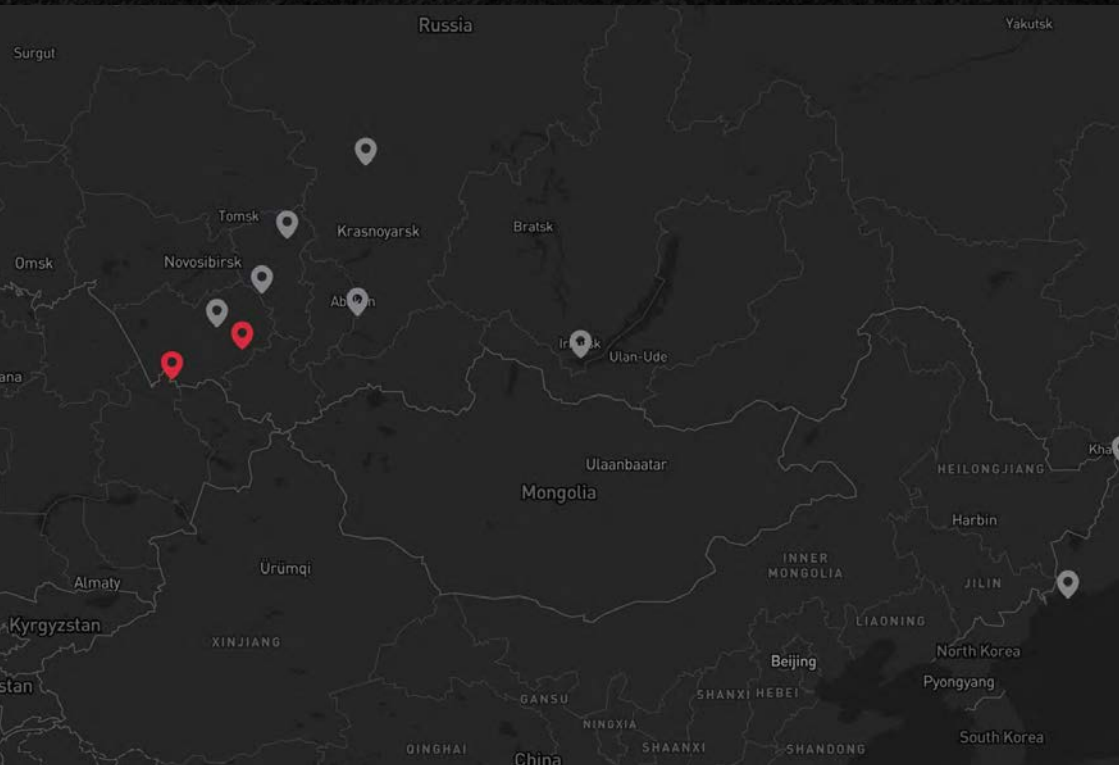 Russia
Yakutsk
Surgut
Tomsk
Krasnoyarsk
Bratsk
Novosibirsk
Omsk
Ulan-Ude
Ulaanbaatar
Mongolia
HEILONGJIANG
Harbin
Ürümqi
INNER
MONGOLIA
Almaty
JILIN
Kyrgyzstan
LIAONING
XINJIANG
North Korea
Beijing
Pyongyang
GANSU
SHANXI
HEBEI
NINGXIA
South Korea
QINGHAI
SHAANXI
SHANDONG
China